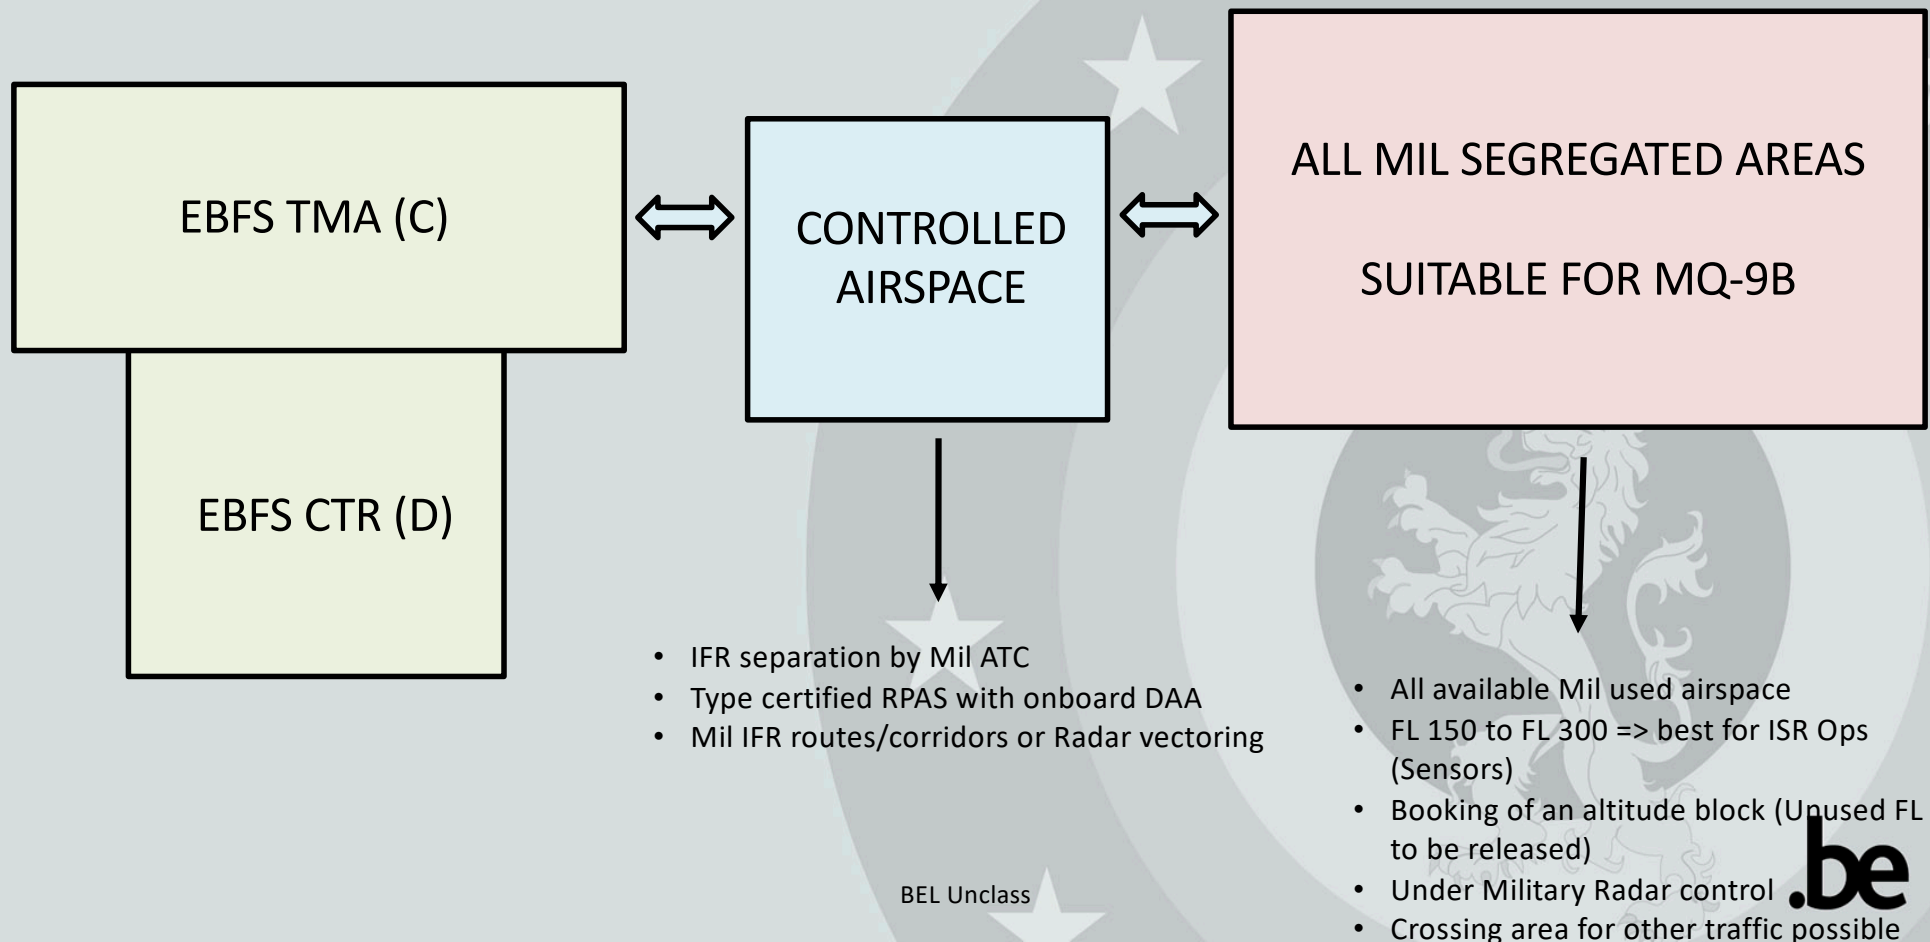 EBFS TMA (C)
EBFS CTR (D)
CONTROLLED
AIRSPACE
ALL MIL SEGREGATED AREAS
SUITABLE FOR MQ-9B
• IFR separation by Mil ATC
• Type certified RPAS with onboard DAA
• Mil IFR routes/corridors or Radar vectoring
• All available Mil used airspace
• FL 150 to FL 300 => best for ISR Ops
(Sensors)
• Booking of an altitude block (Unused FL
to be released)
• Under Military Radar control
• Crossing area for other traffic possible
BEL Unclass
.be